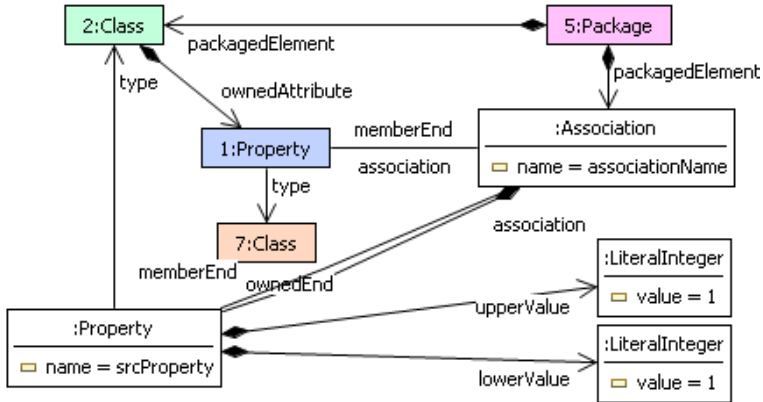 2:Class
5:Package
packagedElement
type
packagedElement
ownedAttribute
:Association
name = associationName
memberEnd
1:Property
association
type
association
7:Class
memberEnd
ownedEnd
:LiteralInteger
value = 1
upperValue
:Property
name = srcProperty
:LiteralInteger
value = 1
lowerValue